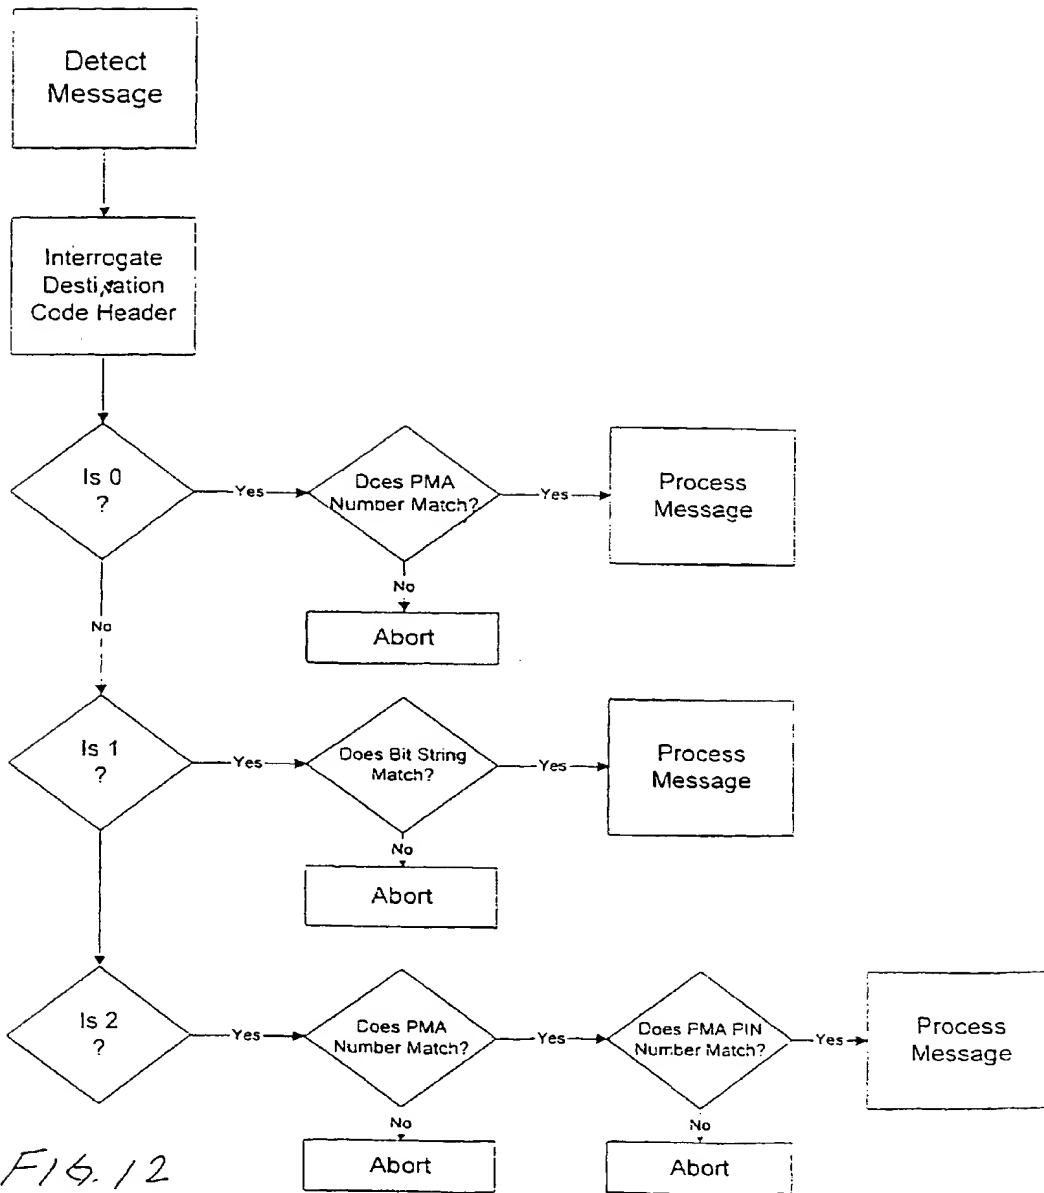 Detect
Message
Interrogate
Destination
Code Header
Is 0
?
Yes
Does PMA
Number Match?
Yes
Process
Message
No
Abort
No
Is 1
?
Yes
Does Bit String
Match?
Yes
Process
Message
No
Abort
Is 2
?
Yes
Does PMA
Number Match?
Yes
Does PMA PIN
Number Match?
Yes
Process
Message
No
Abort
No
Abort
FIG. 12